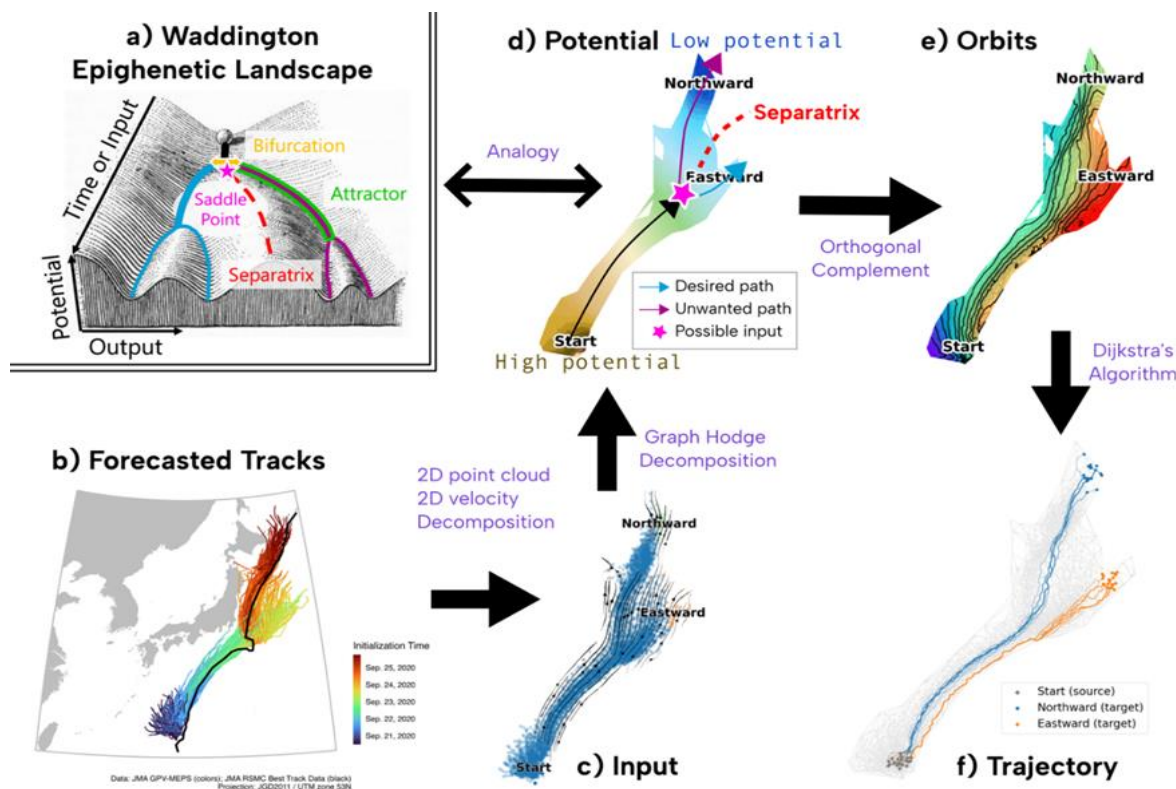 a) Waddington
Epighenetic Landscape
Time or Input
Bifurcation
Saddle
Point
Attractor
Separatrix
Potential
Output
Analogy
d) Potential
Low potential
Northward
Separatrix
Eastward
Desired path
Unwanted path
Possible input
Start
High potential
Orthogonal
Complement
e) Orbits
Northward
Eastward
Start
Dijkstra's
Algorithm
b) Forecasted Tracks
Initialization Time
Sep. 25, 2020
Sep. 24, 2020
Sep. 23, 2020
Sep. 22, 2020
Sep. 21, 2020
Data: JMA GPV-MEPS (colors); JMA RSMC Best Track Data (black)
Projection: JGD2011 / UTM zone 53N
2D point cloud
2D velocity
Decomposition
Graph Hodge
Decomposition
Northward
Eastward
Start
c) Input
Start (source)
Northward (target)
Eastward (target)
f) Trajectory